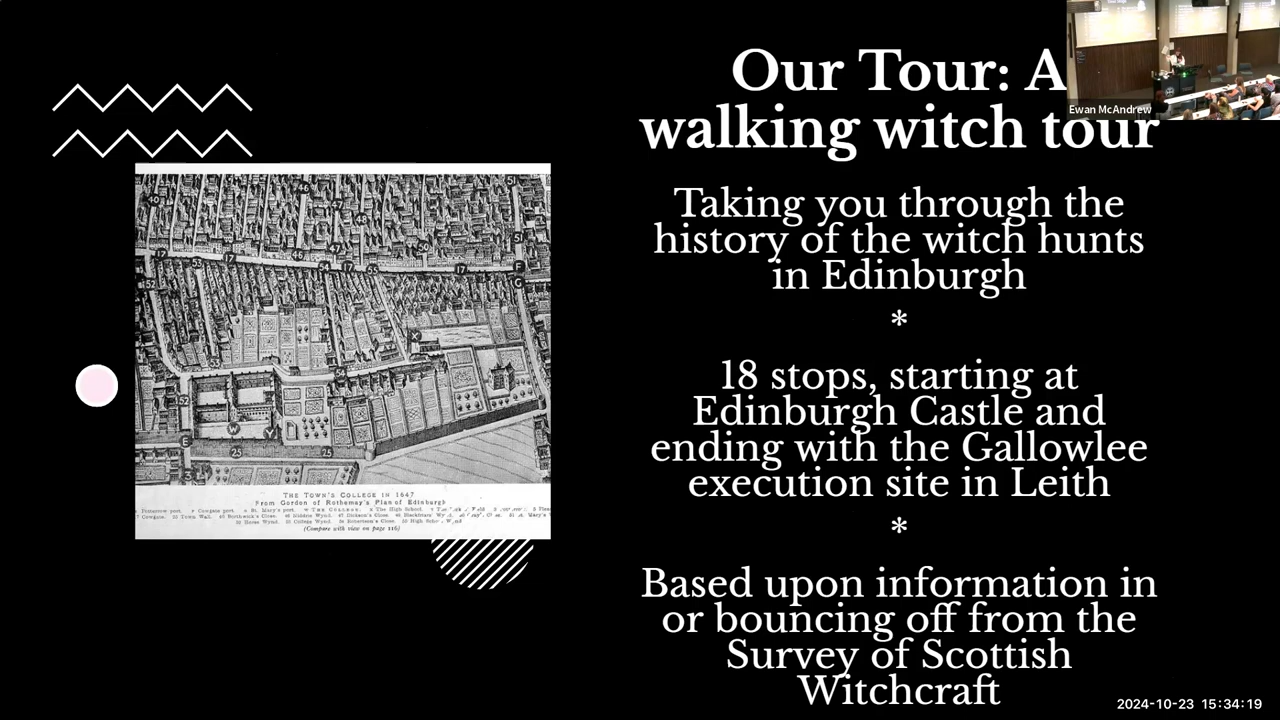 Our Tour: A
walking witch tour
Taking you through the
history of the witch hunts
in Edinburgh
*
18 stops, starting at
Edinburgh Castle and
ending with the Gallowlee
execution site in Leith
*
Based upon information in
or bouncing off from the
Survey of Scottish
Witchcraft
Ewan McAndrew
THE TOWN'S COLLEGE IN 1647
From Gordon of Rothemay's Plan of Edinburgh
(Compare with view on page 116)
2024-10-23 15:34:19